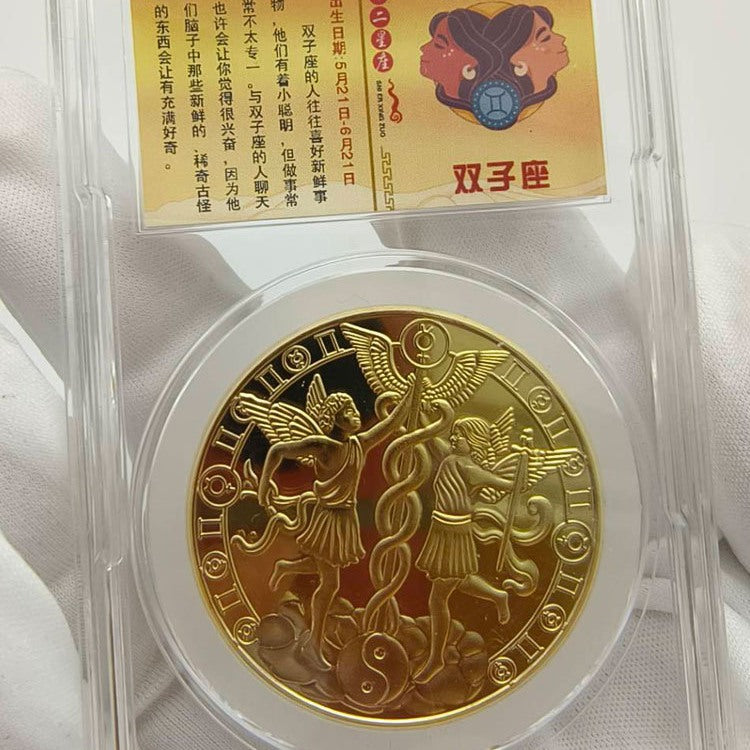 二星座
SHI ER XING ZUO
双子座
出生日期:5月21日-6月21日
双子座的人往往喜好新鲜事
物，他们有着小聪明，但做事常
常不太专一。与双子座的人聊天
也许会让你觉得很兴奋，因为他
们脑子中那些新鲜的、稀奇古怪
的东西会让有充满好奇。